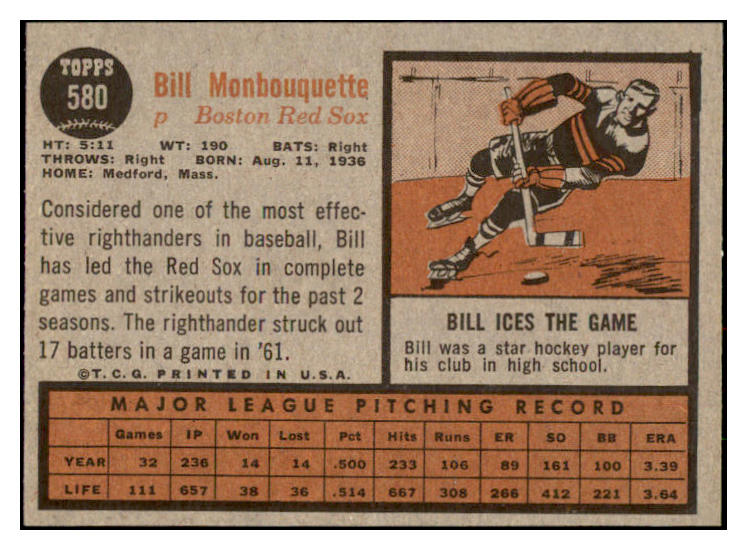 TOPPS
580
Bill Monbouquette
p Boston Red Sox
HT: 5:11 WT: 190 BATS: Right
THROWS: Right BORN: Aug. 11, 1936
HOME: Medford, Mass.
Considered one of the most effec-
tive righthanders in baseball, Bill
has led the Red Sox in complete
games and strikeouts for the past 2
seasons. The righthander struck out
17 batters in a game in '61.
©T.C.G. PRINTED IN U.S.A.
BILL ICES THE GAME
Bill was a star hockey player for
his club in high school.
MAJOR LEAGUE PITCHING RECORD
Games IP Won Lost Pct Hits Runs ER SO BB ERA
YEAR 32 236 14 14 .500 233 106 89 161 100 3.39
LIFE 111 657 38 36 .514 667 308 266 412 221 3.64